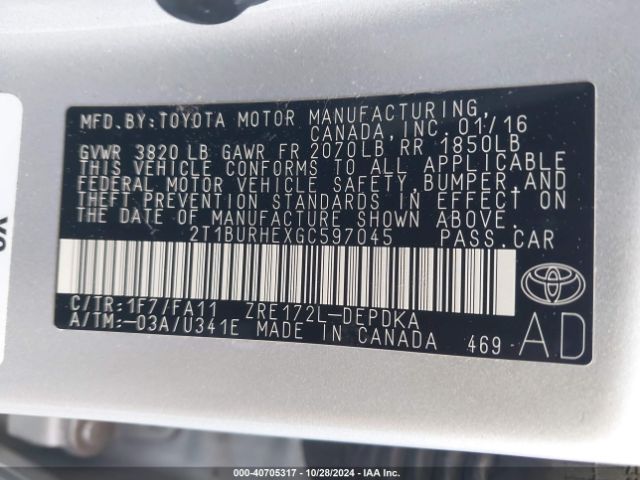 MFD. BY: TOYOTA MOTOR MANUFACTURING,
CANADA, INC. 01/16
GVWR 3820 LB GAWR FR 2070LB RR 1850LB
THIS VEHICLE CONFORMS TO ALL APPLICABLE
FEDERAL MOTOR VEHICLE SAFETY, BUMPER, AND
THEFT PREVENTION STANDARDS IN EFFECT ON
THE DATE OF MANUFACTURE SHOWN ABOVE.
2T1BURHEXGC597045 PASS. CAR
C/TR: 1F7/FA11 ZRE172L-DEPDKA
A/TM: -03A/U341E MADE IN CANADA 469 AD
TOYOTA
000-40705317 | 10/28/2024 | IAA Inc.